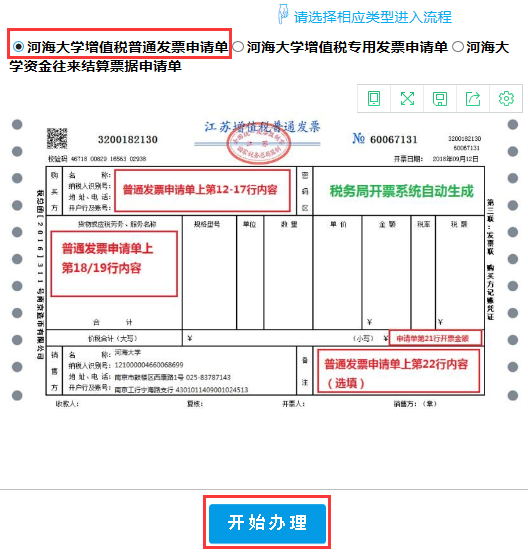 请选择相应类型进入流程
河海大学增值税普通发票申请单 河海大学增值税专用发票申请单 河海大
学资金往来结算票据申请单
3200182130
江苏增值税普通发票
№ 60067131
3200182130
60067131
校验码 46718 00829 16563 02938
开票日期: 2018年09月12日
购买方
名 称:
纳税人识别号:
地 址、电 话:
开户行及账号:
普通发票申请单上第12-17行内容
密码区
税务局开票系统自动生成
货物或应税劳务、服务名称
规格型号
单位
数 量
单 价
金 额
税率
税 额
普通发票申请单上
第18/19行内容
合 计
¥
¥
价税合计(大写)
¥
(小写)
¥
申请单第21行开票金额
销售方
名 称: 河海大学
纳税人识别号: 121000004660068699
地 址、电 话: 南京市鼓楼区西康路1号 025-83787143
开户行及账号: 南京工行宁海路支行 4301011409001024513
备注
普通发票申请单上第22行内容
(选填)
收款人:
复核:
开票人:
销售方: (章)
第三联:发票联 购买方记账凭证
开始办理